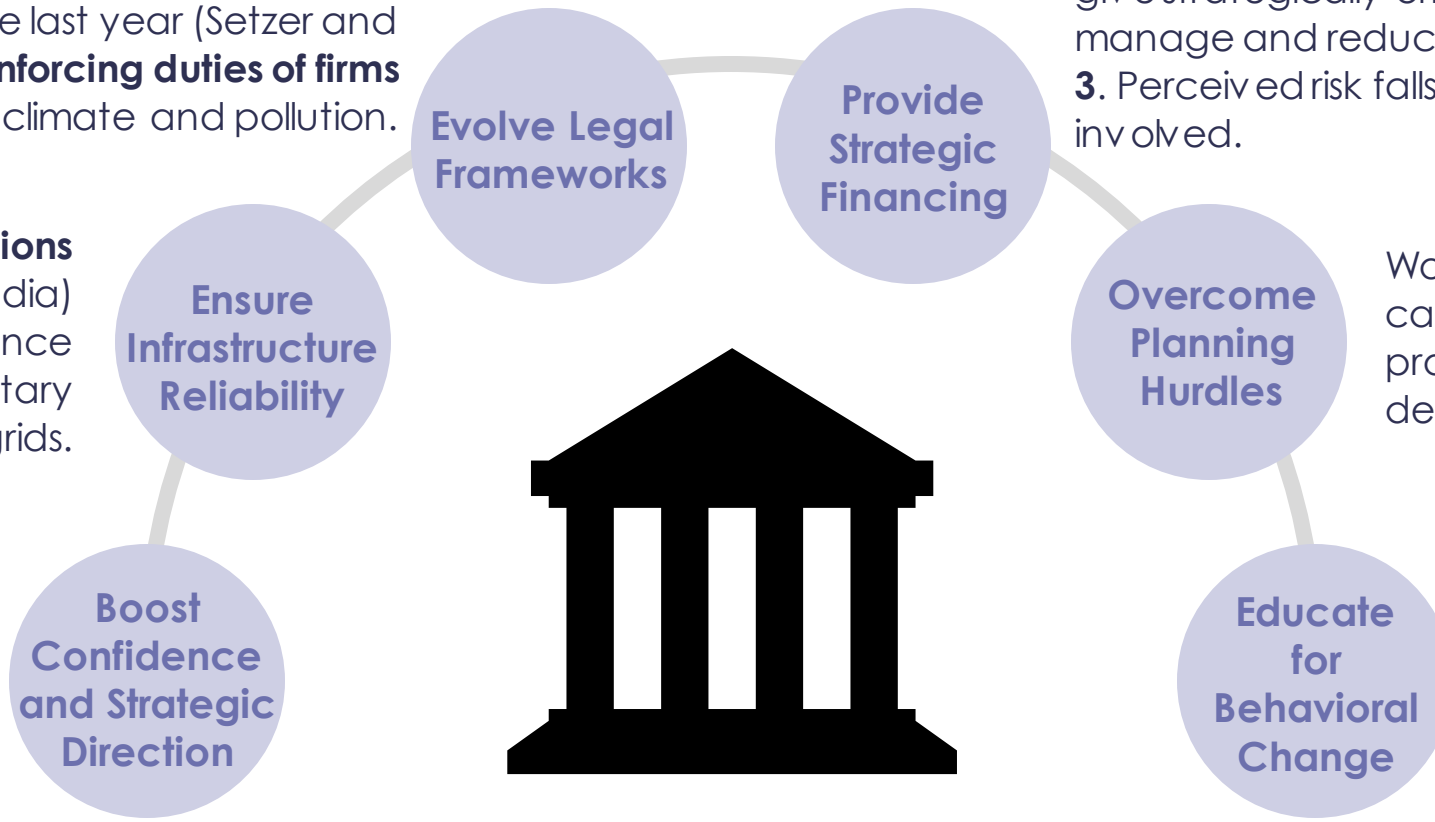 e last year (Setzer and
nforcing duties of firms
climate and pollution.
Evolve Legal
Frameworks
Provide
Strategic
Financing
manage and reduc
3. Perceived risk falls
involved.
ions
dia)
nce
tary
grids.
Ensure
Infrastructure
Reliability
Overcome
Planning
Hurdles
Wo
ca
pro
de
Boost
Confidence
and Strategic
Direction
Educate
for
Behavioral
Change